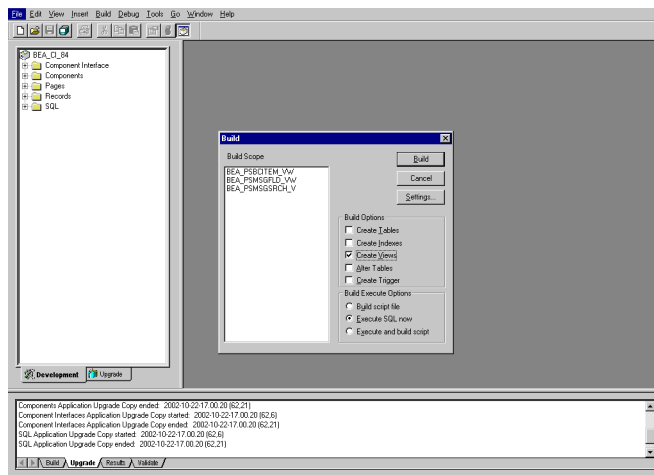 File Edit View Insert Build Debug Tools Go Window Help
BEA_CI_84
Component Interface
Components
Pages
Records
SQL
Development Upgrade
Build
Build Scope
BEA_PSBCITEM_VW
BEA_PSMSGFLD_VW
BEA_PSMSGSRCH_V
Build
Cancel
Settings...
Build Options
Create Tables
Create Indexes
Create Views
Alter Tables
Create Trigger
Build Execute Options
Build script file
Execute SQL now
Execute and build script
Components Application Upgrade Copy ended: 2002-10-22-17.00.20 (62,21)
Component Interfaces Application Upgrade Copy started: 2002-10-22-17.00.20 (62,6)
Component Interfaces Application Upgrade Copy ended: 2002-10-22-17.00.20 (62,21)
SQL Application Upgrade Copy started: 2002-10-22-17.00.20 (62,6)
SQL Application Upgrade Copy ended: 2002-10-22-17.00.20 (62,21)
Build Upgrade Results Validate